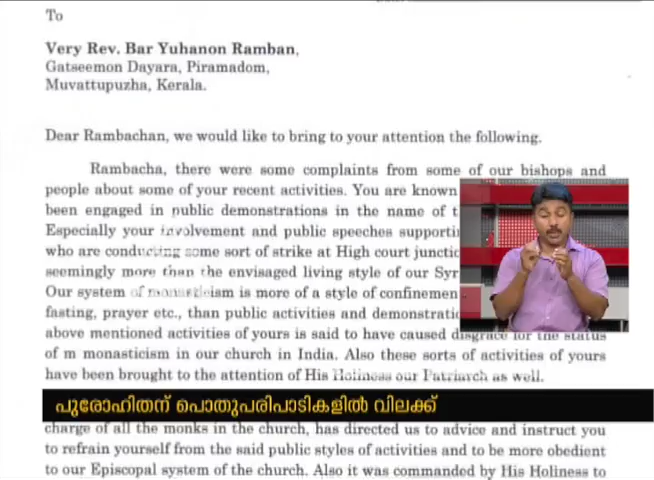 To
Very Rev. Bar Yuhanon Ramban,
Gatseemon Dayara, Piramadom,
Muvattupuzha, Kerala.
Dear Rambachan, we would like to bring to your attention the following.
Rambacha, there were some complaints from some of our bishops and
people about some of your recent activities. You are known
been engaged in public demonstrations in the name of t
Especially your involvement and public speeches supporti
who are conducting some sort of strike at High court junctic
seemingly more than the envisaged living style of our Syr
Our system of monasticism is more of a style of confinemen
fasting, prayer etc., than public activities and demonstratic
above mentioned activities of yours is said to have caused disgrace for the status
of m monasticism in our church in India. Also these sorts of activities of yours
have been brought to the attention of His Holiness our Patriarch as well.
പുരോഹിതന് പൊതുപരിപാടികളിൽ വിലക്ക്
charge of all the monks in the church, has directed us to advice and instruct you
to refrain yourself from the said public styles of activities and to be more obedient
to our Episcopal system of the church. Also it was commanded by His Holiness to